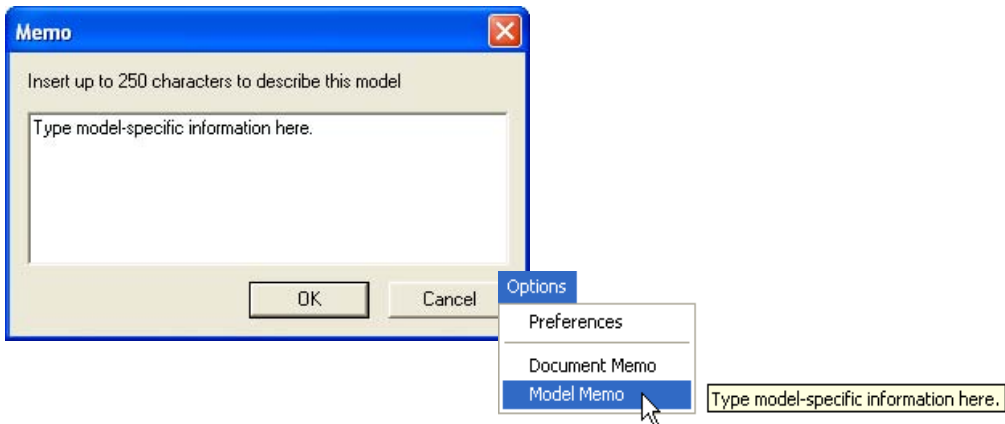 Memo
Insert up to 250 characters to describe this model
Type model-specific information here.
OK Cancel
Options
Preferences
Document Memo
Model Memo
Type model-specific information here.